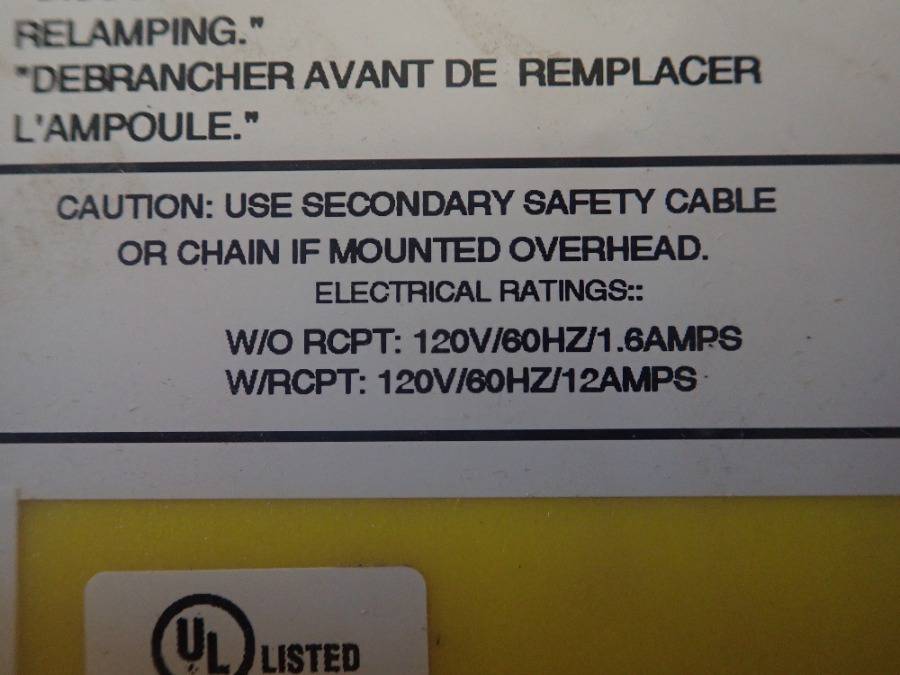 RELAMPING."
"DEBRANCHER AVANT DE REMPLACER
L'AMPOULE."
CAUTION: USE SECONDARY SAFETY CABLE
OR CHAIN IF MOUNTED OVERHEAD.
ELECTRICAL RATINGS::
W/O RCPT: 120V/60HZ/1.6AMPS
W/RCPT: 120V/60HZ/12AMPS
UL LISTED